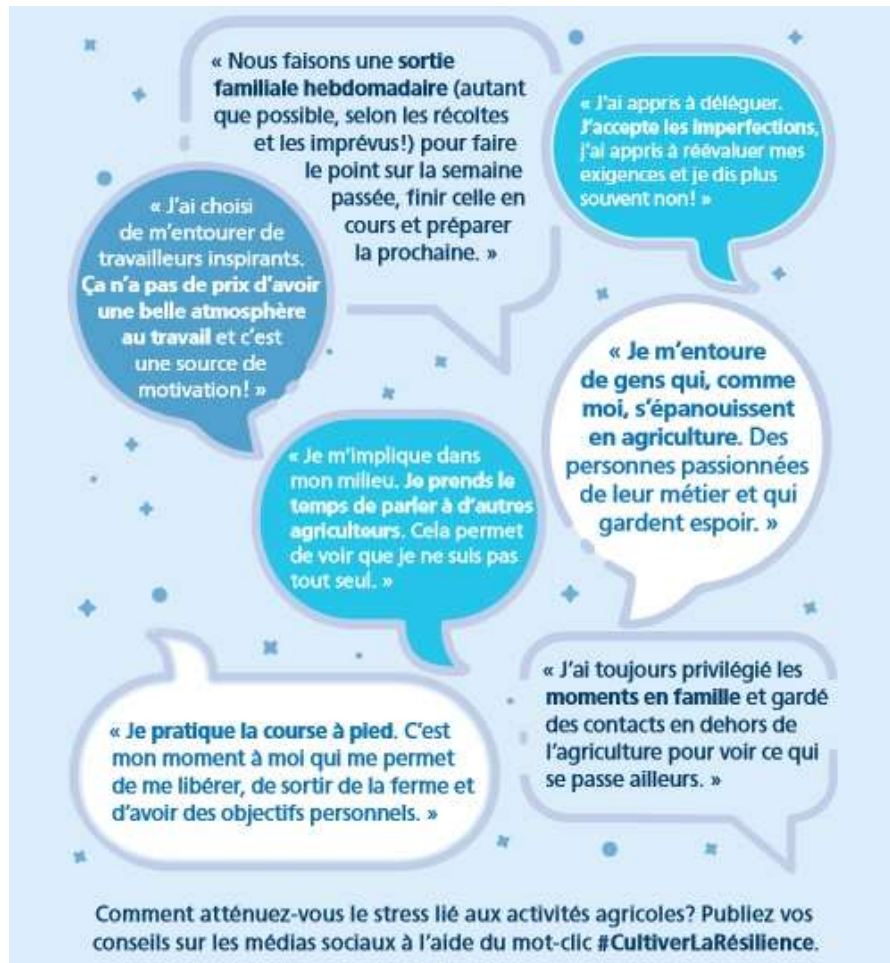 « Nous faisons une sortie
familiale hebdomadaire (autant
que possible, selon les récoltes
et les imprévus!) pour faire
le point sur la semaine
passée, finir celle en
cours et préparer
la prochaine. »
« J'ai appris à déléguer.
J'accepte les imperfections,
j'ai appris à réévaluer mes
exigences et je dis plus
souvent non! »
« J'ai choisi
de m'entourer de
travailleurs inspirants.
Ça n'a pas de prix d'avoir
une belle atmosphère
au travail et c'est
une source de
motivation! »
« Je m'entoure
de gens qui, comme
moi, s'épanouissent
en agriculture. Des
personnes passionnées
de leur métier et qui
gardent espoir. »
« Je m'implique dans
mon milieu. Je prends le
temps de parler à d'autres
agriculteurs. Cela permet
de voir que je ne suis pas
tout seul. »
« J'ai toujours privilégié les
moments en famille et gardé
des contacts en dehors de
l'agriculture pour voir ce qui
se passe ailleurs. »
« Je pratique la course à pied. C'est
mon moment à moi qui me permet
de me libérer, de sortir de la ferme et
d'avoir des objectifs personnels. »
Comment atténuez-vous le stress lié aux activités agricoles? Publiez vos
conseils sur les médias sociaux à l'aide du mot-clic #CultiverLaRésilience.